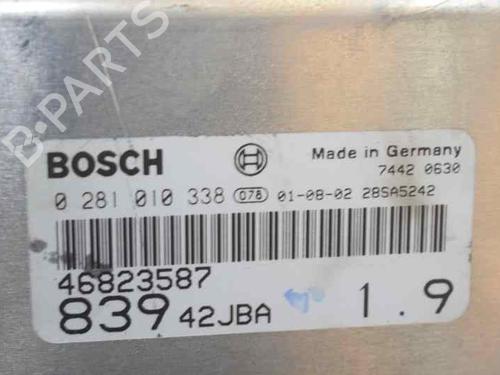 B-PARTS
BOSCH
Made in Germany
7442 0630
0 281 010 338 078 01-08-02 28SA5242
46823587
839 42JBA 1.9